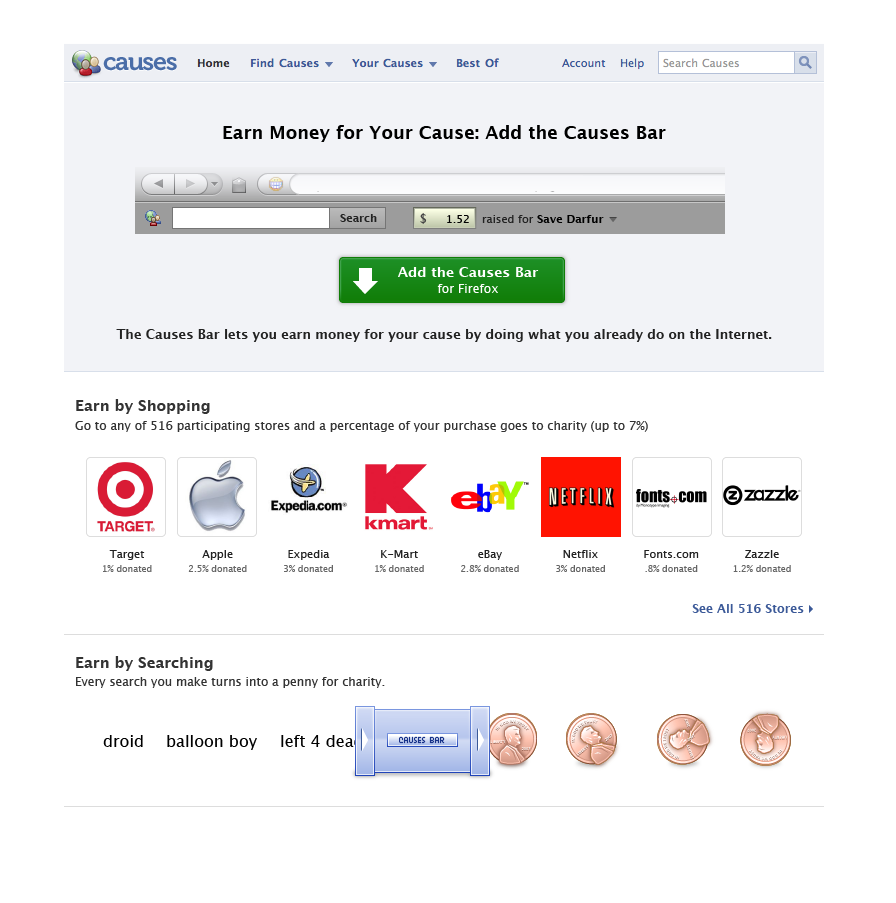 causes Home Find Causes Your Causes Best Of Account Help Search Causes
Earn Money for Your Cause: Add the Causes Bar
Search $ 1.52 raised for Save Darfur
Add the Causes Bar
for Firefox
The Causes Bar lets you earn money for your cause by doing what you already do on the Internet.
Earn by Shopping
Go to any of 516 participating stores and a percentage of your purchase goes to charity (up to 7%)
TARGET. Expedia.com® kmart. ebaY™ NETFLIX fonts.com by Monotype Imaging zazzle
Target Apple Expedia K-Mart eBay Netflix Fonts.com Zazzle
1% donated 2.5% donated 3% donated 1% donated 2.8% donated 3% donated .8% donated 1.2% donated
See All 516 Stores
Earn by Searching
Every search you make turns into a penny for charity.
droid balloon boy left 4 dea CAUSES BAR